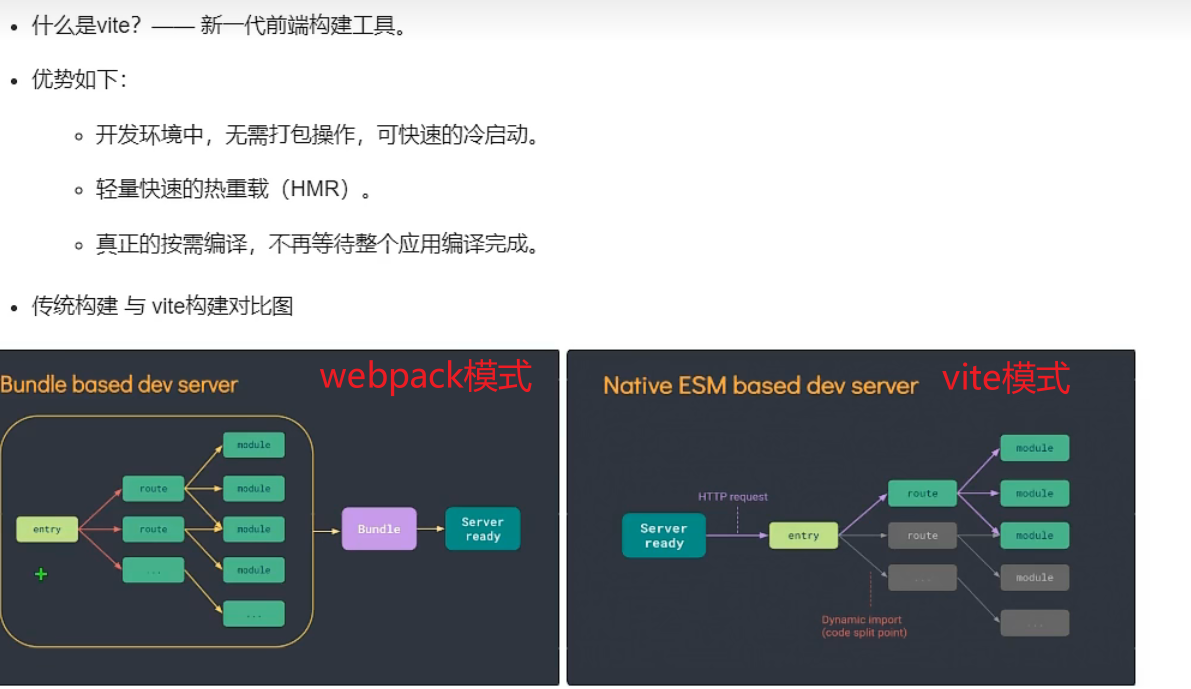 什么是vite？—— 新一代前端构建工具。
优势如下：
开发环境中，无需打包操作，可快速的冷启动。
轻量快速的热重载（HMR）。
真正的按需编译，不再等待整个应用编译完成。
传统构建 与 vite构建对比图
Bundle based dev server
webpack模式
entry
route
route
...
module
module
module
module
...
Bundle
Server
ready
Native ESM based dev server
vite模式
Server
ready
HTTP request
entry
route
route
...
module
module
module
module
...
Dynamic import
(code split point)